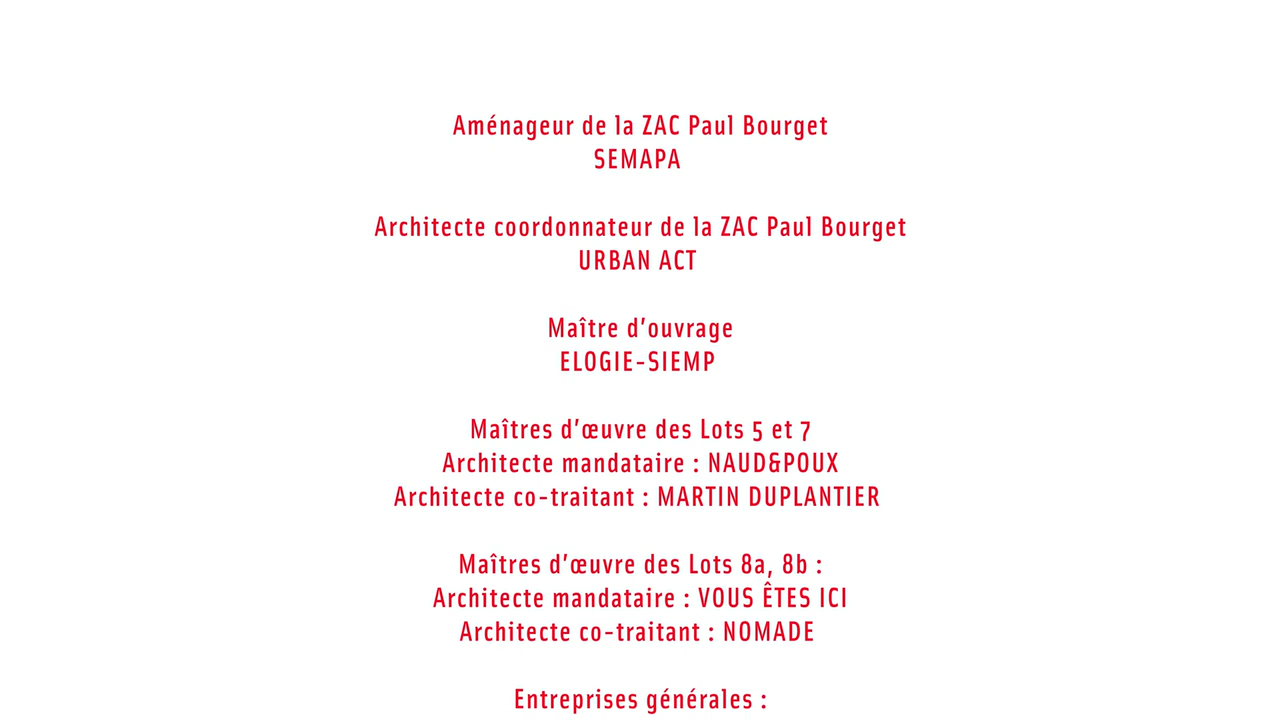 Aménageur de la ZAC Paul Bourget
SEMAPA
Architecte coordonnateur de la ZAC Paul Bourget
URBAN ACT
Maître d’ouvrage
ELOGIE-SIEMP
Maîtres d’œuvre des Lots 5 et 7
Architecte mandataire : NAUD&POUX
Architecte co-traitant : MARTIN DUPLANTIER
Maîtres d’œuvre des Lots 8a, 8b :
Architecte mandataire : VOUS ÊTES ICI
Architecte co-traitant : NOMADE
Entreprises générales :